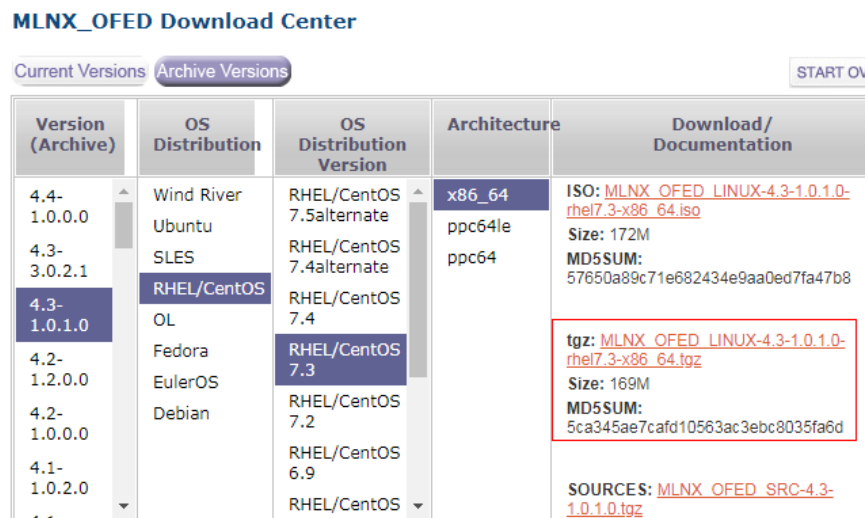 MLNX_OFED Download Center
Current Versions
Archive Versions
START OV
Version
(Archive)
4.4-
1.0.0.0
4.3-
3.0.2.1
4.3-
1.0.1.0
4.2-
1.2.0.0
4.2-
1.0.0.0
4.1-
1.0.2.0
OS
Distribution
Wind River
Ubuntu
SLES
RHEL/CentOS
OL
Fedora
EulerOS
Debian
OS
Distribution
Version
RHEL/CentOS
7.5alternate
RHEL/CentOS
7.4alternate
RHEL/CentOS
7.4
RHEL/CentOS
7.3
RHEL/CentOS
7.2
RHEL/CentOS
6.9
RHEL/CentOS
Architecture
x86_64
ppc64le
ppc64
Download/
Documentation
ISO: MLNX_OFED_LINUX-4.3-1.0.1.0-
rhel7.3-x86_64.iso
Size: 172M
MD5SUM:
57650a89c71e682434e9aa0ed7fa47b8
tgz: MLNX_OFED_LINUX-4.3-1.0.1.0-
rhel7.3-x86_64.tgz
Size: 169M
MD5SUM:
5ca345ae7cafd10563ac3ebc8035fa6d
SOURCES: MLNX_OFED_SRC-4.3-
1.0.1.0.tgz